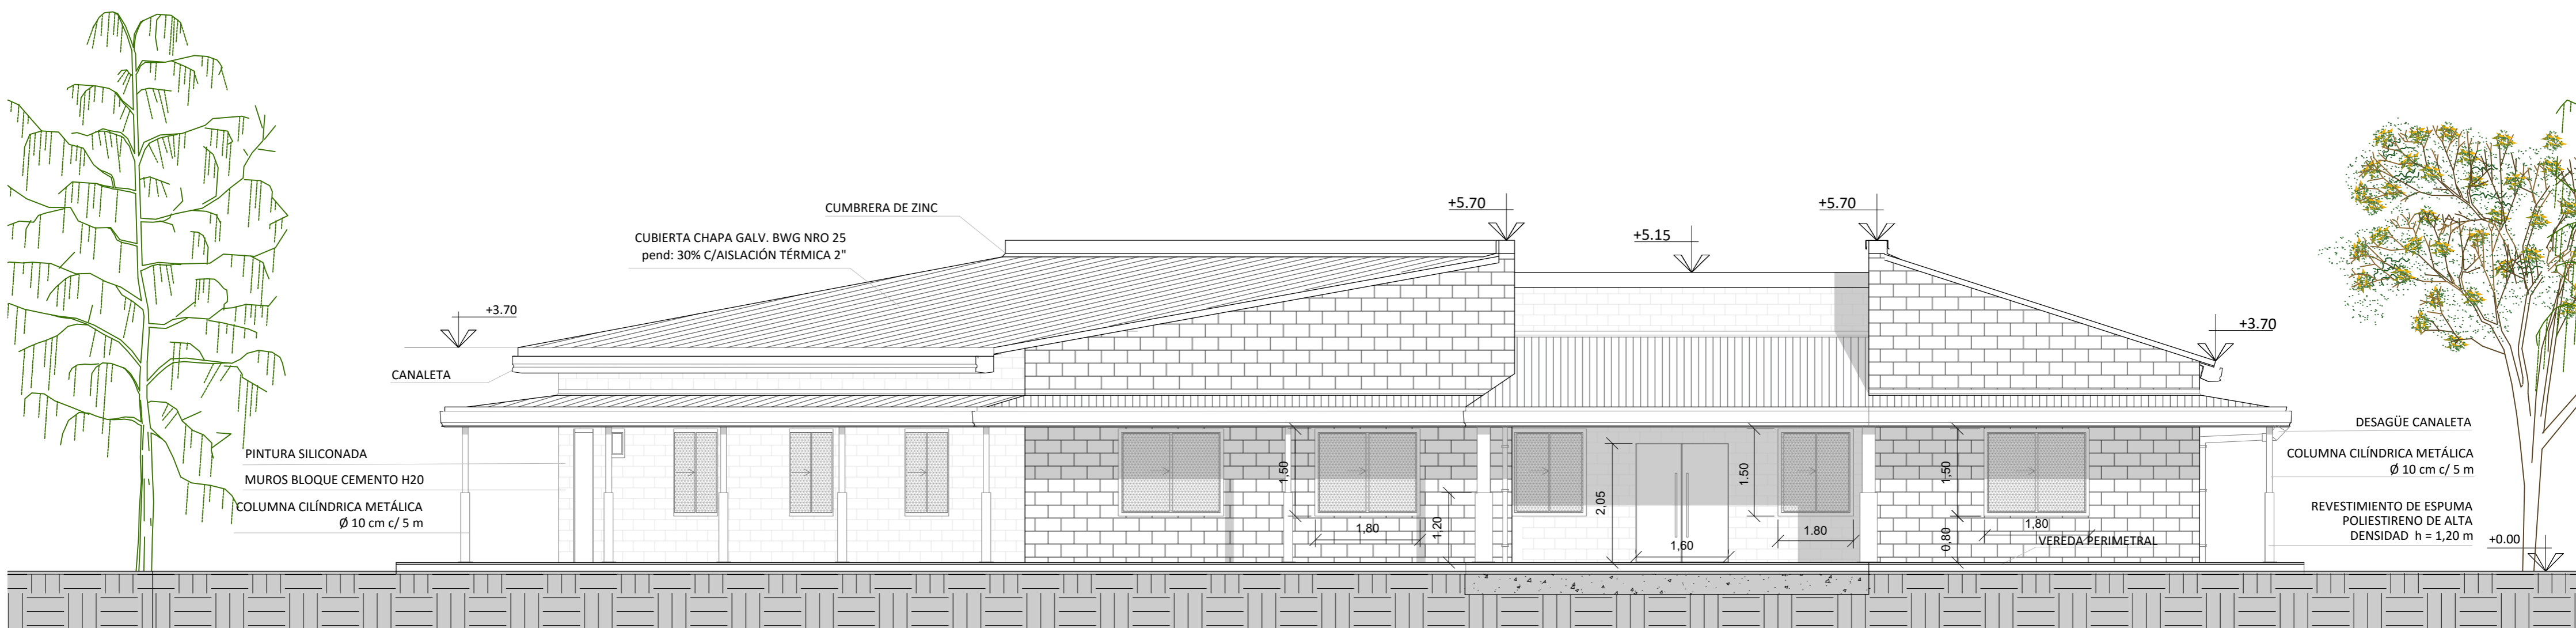 +5.70
+5.70
CUMBRERA DE ZINC
+5.15
CUBIERTA CHAPA GALV. BWG NRO 25
pend: 30% C/AISLACIÓN TÉRMICA 2"
+3.70
+3.70
CANALETA
DESAGÜE CANALETA
PINTURA SILICONADA
MUROS BLOQUE CEMENTO H20
COLUMNA CILÍNDRICA METÁLICA
Ø 10 cm c/ 5 m
1,50
1,80
1,20
2,05
1,60
1.50
1.80
1,50
0,80
1,80
VEREDA PERIMETRAL
COLUMNA CILÍNDRICA METÁLICA
Ø 10 cm c/ 5 m
REVESTIMIENTO DE ESPUMA
POLIESTIRENO DE ALTA
DENSIDAD h = 1,20 m
+0.00